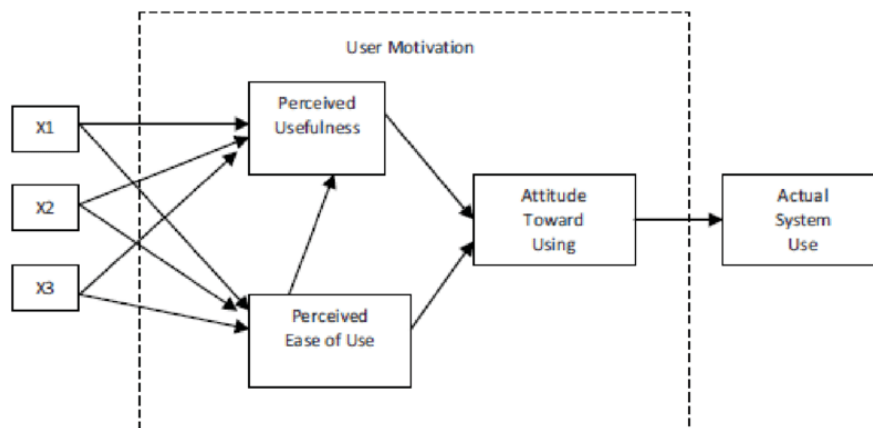 User Motivation
X1
X2
X3
Perceived
Usefulness
Perceived
Ease of Use
Attitude
Toward
Using
Actual
System
Use